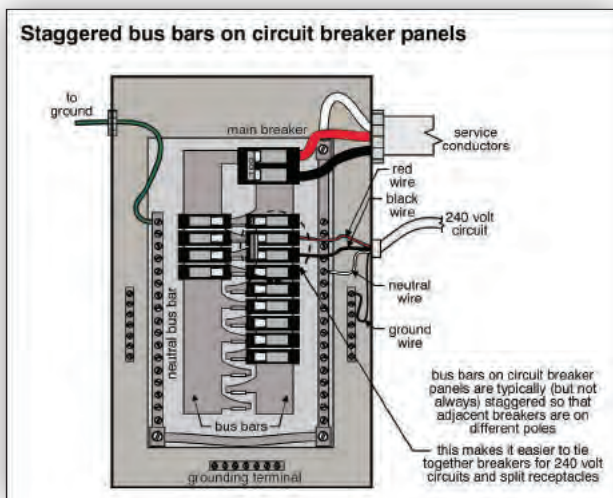 Staggered bus bars on circuit breaker panels
to
ground
main breaker
service
conductors
red
wire
black
wire
240 volt
circuit
neutral bus bar
neutral
wire
ground
wire
bus bars
bus bars on circuit breaker
panels are typically (but not
always) staggered so that
adjacent breakers are on
different poles
this makes it easier to tie
together breakers for 240 volt
circuits and split receptacles
grounding terminal